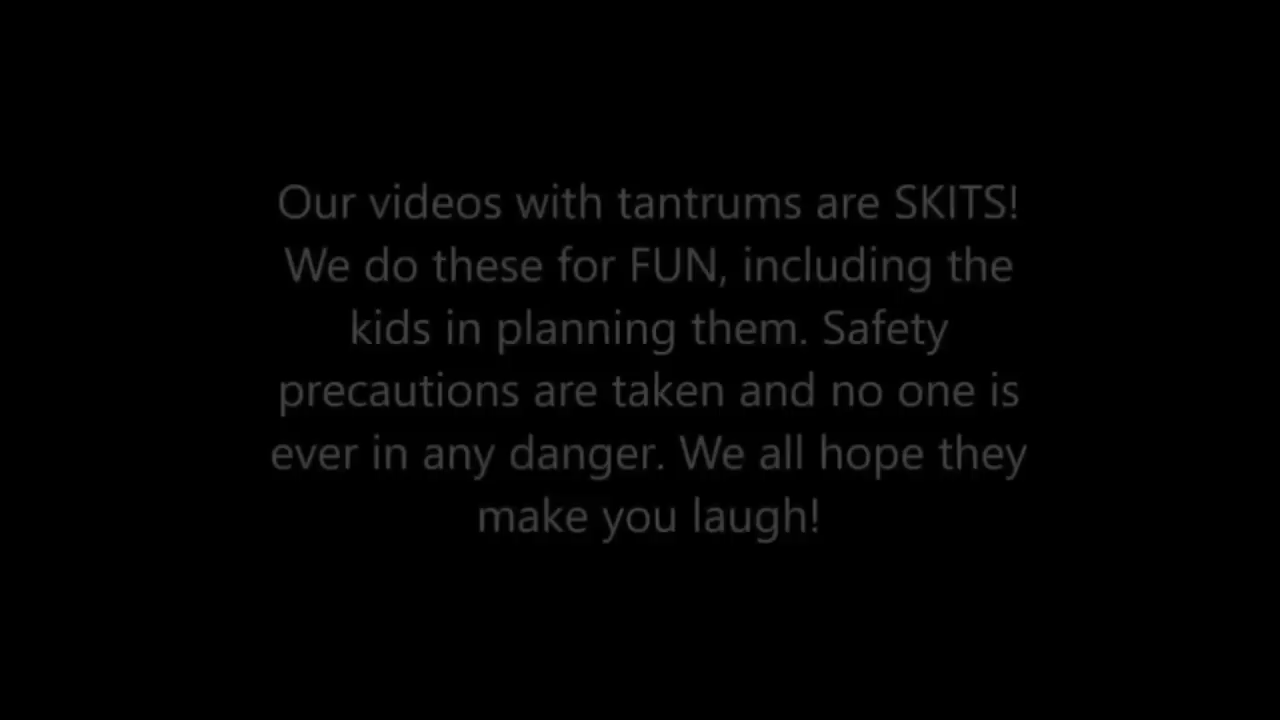 Our videos with tantrums are SKITS!
We do these for FUN, including the
kids in planning them. Safety
precautions are taken and no one is
ever in any danger. We all hope they
make you laugh!